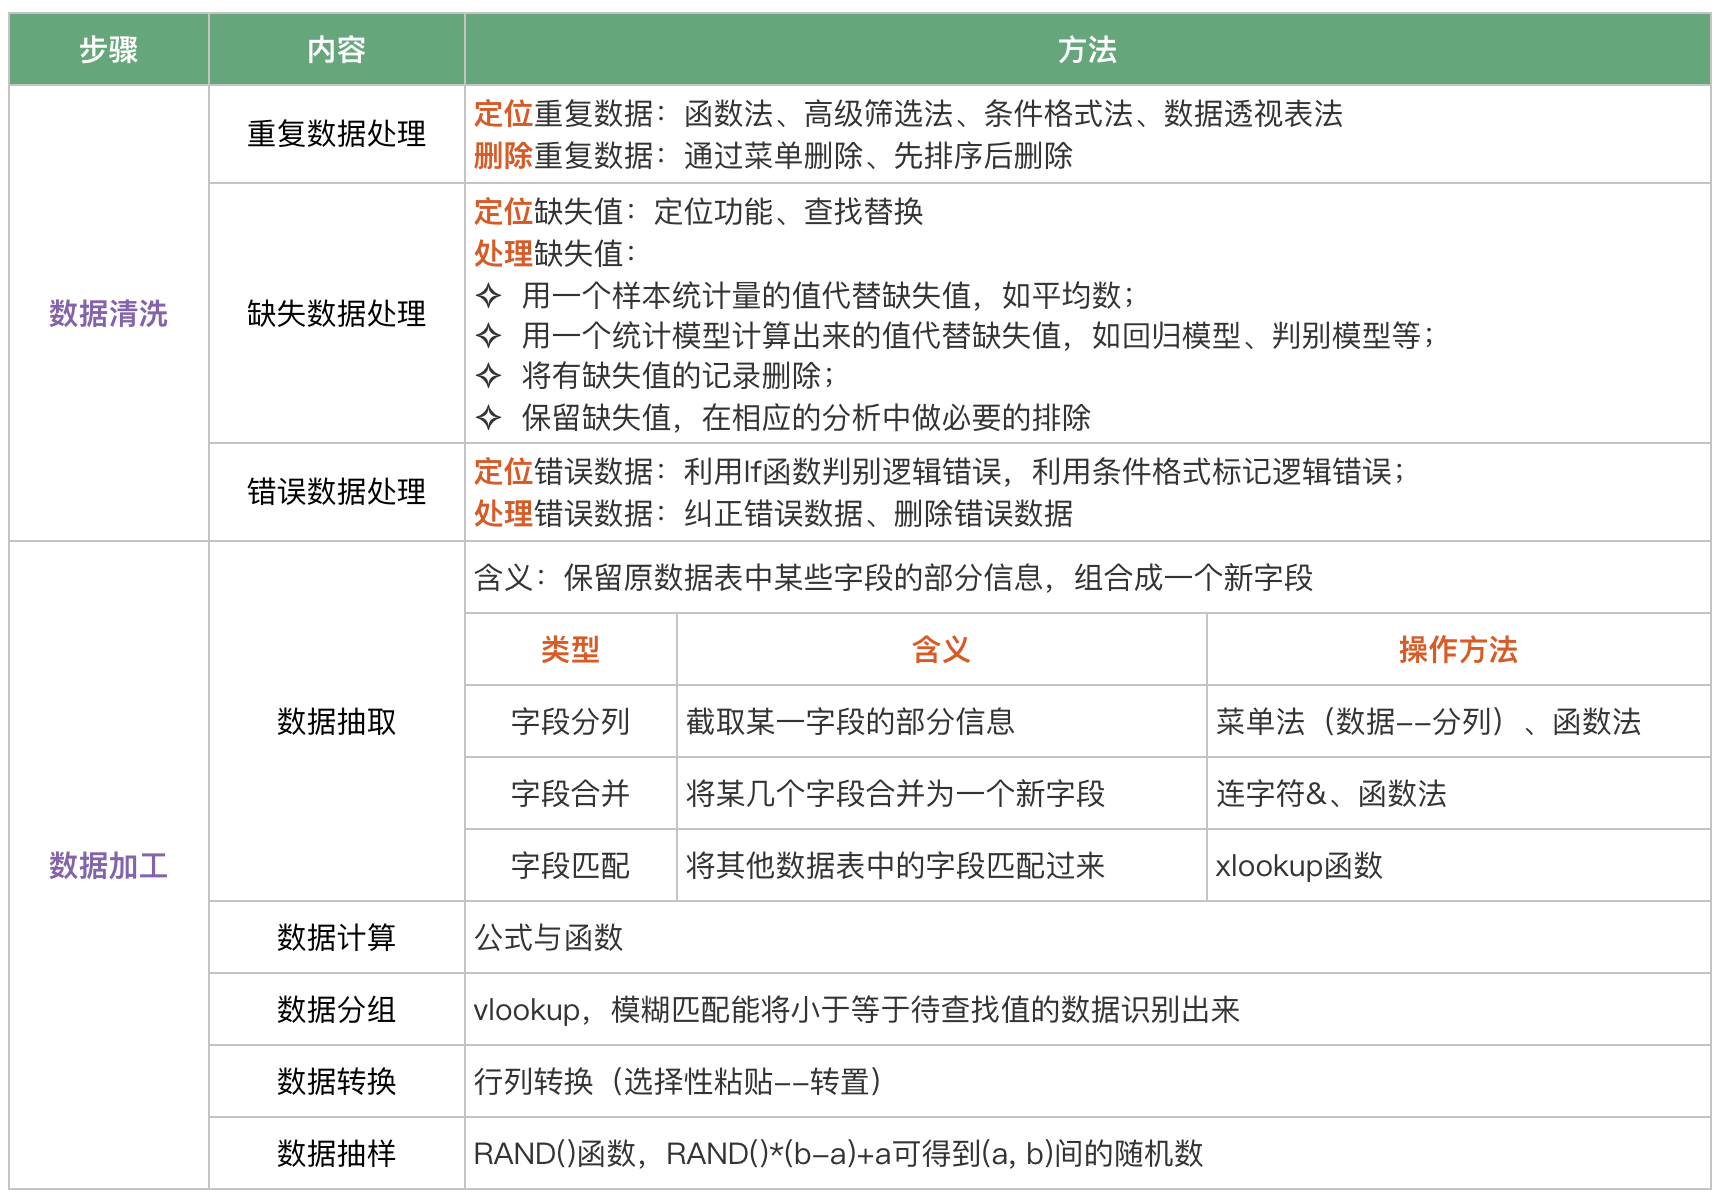 步骤
内容
方法
数据清洗
重复数据处理
定位重复数据：函数法、高级筛选法、条件格式法、数据透视表法
删除重复数据：通过菜单删除、先排序后删除
缺失数据处理
定位缺失值：定位功能、查找替换
处理缺失值：
✧ 用一个样本统计量的值代替缺失值，如平均数；
✧ 用一个统计模型计算出来的值代替缺失值，如回归模型、判别模型等；
✧ 将有缺失值的记录删除；
✧ 保留缺失值，在相应的分析中做必要的排除
错误数据处理
定位错误数据：利用If函数判别逻辑错误，利用条件格式标记逻辑错误；
处理错误数据：纠正错误数据、删除错误数据
数据加工
数据抽取
含义：保留原数据表中某些字段的部分信息，组合成一个新字段
类型
含义
操作方法
字段分列
截取某一字段的部分信息
菜单法（数据--分列）、函数法
字段合并
将某几个字段合并为一个新字段
连字符&、函数法
字段匹配
将其他数据表中的字段匹配过来
xlookup函数
数据计算
公式与函数
数据分组
vlookup，模糊匹配能将小于等于待查找值的数据识别出来
数据转换
行列转换（选择性粘贴--转置）
数据抽样
RAND()函数，RAND()*(b-a)+a可得到(a, b)间的随机数